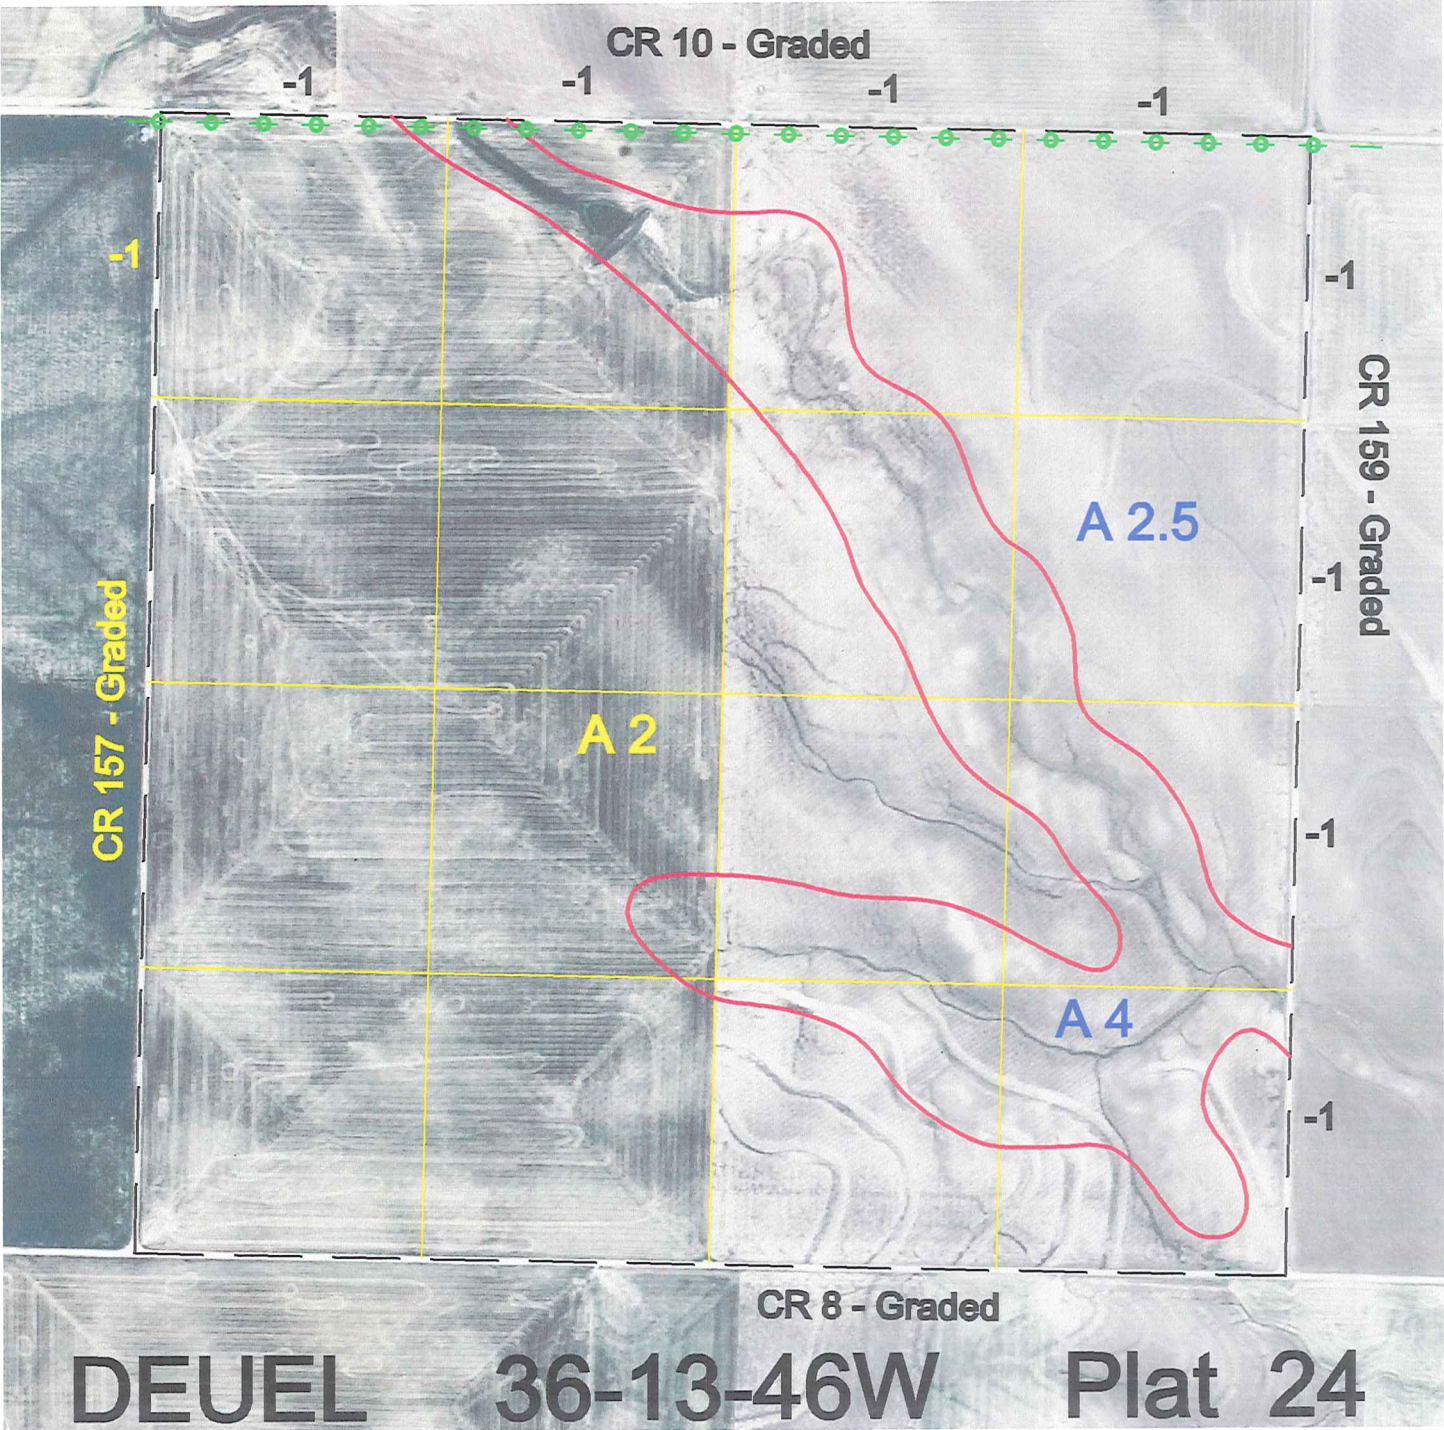 CR 10 - Graded
-1 -1 -1 -1
-1
-1
CR 159 - Graded
A 2.5
-1
CR 157 - Graded
A 2
-1
A 4
-1
CR 8 - Graded
DEUEL 36-13-46W Plat 24